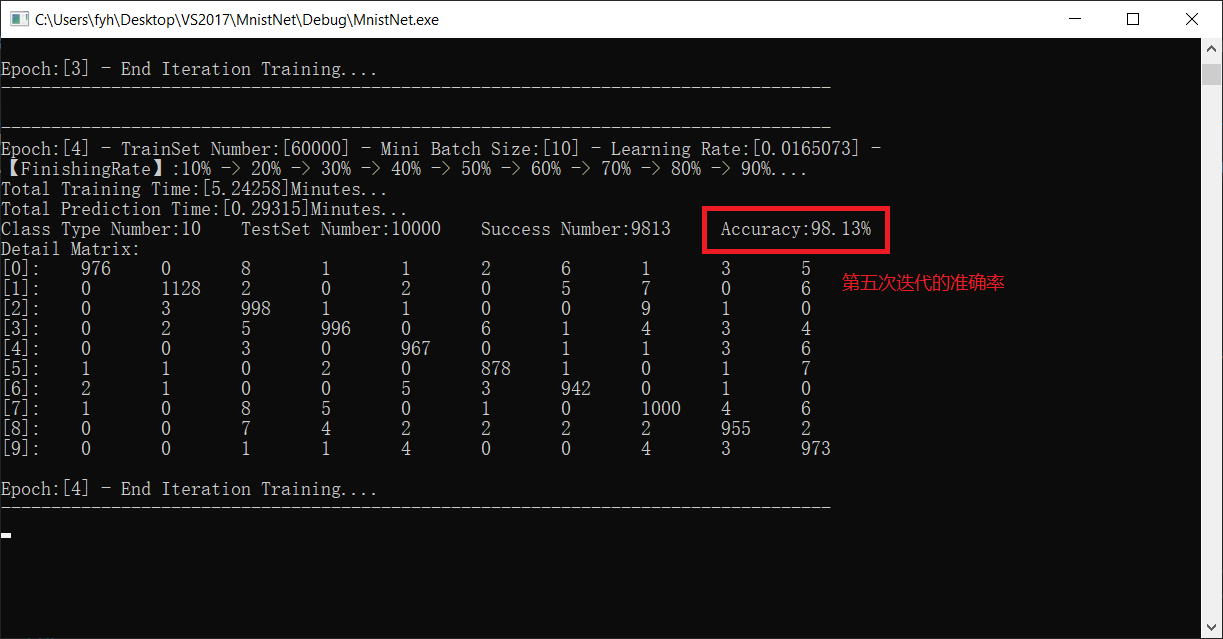 C:\Users\fyh\Desktop\VS2017\MnistNet\Debug\MnistNet.exe
Epoch:[3] - End Iteration Training....
--------------------------------------------------------------------------------
--------------------------------------------------------------------------------
Epoch:[4] - TrainSet Number:[60000] - Mini Batch Size:[10] - Learning Rate:[0.0165073] -
【FinishingRate】:10% -> 20% -> 30% -> 40% -> 50% -> 60% -> 70% -> 80% -> 90%....
Total Training Time:[5.24258]Minutes...
Total Prediction Time:[0.29315]Minutes...
Class Type Number:10 TestSet Number:10000 Success Number:9813 Accuracy:98.13%
Detail Matrix:
[0]: 976 0 8 1 1 2 6 1 3 5
第五次迭代的准确率
[1]: 0 1128 2 0 2 0 5 7 0 6
[2]: 0 3 998 1 1 0 0 9 1 0
[3]: 0 2 5 996 0 6 1 4 3 4
[4]: 0 0 3 0 967 0 1 1 3 6
[5]: 1 1 0 2 0 878 1 0 1 7
[6]: 2 1 0 0 5 3 942 0 1 0
[7]: 1 0 8 5 0 1 0 1000 4 6
[8]: 0 0 7 4 2 2 2 2 955 2
[9]: 0 0 1 1 4 0 0 4 3 973
Epoch:[4] - End Iteration Training....
--------------------------------------------------------------------------------